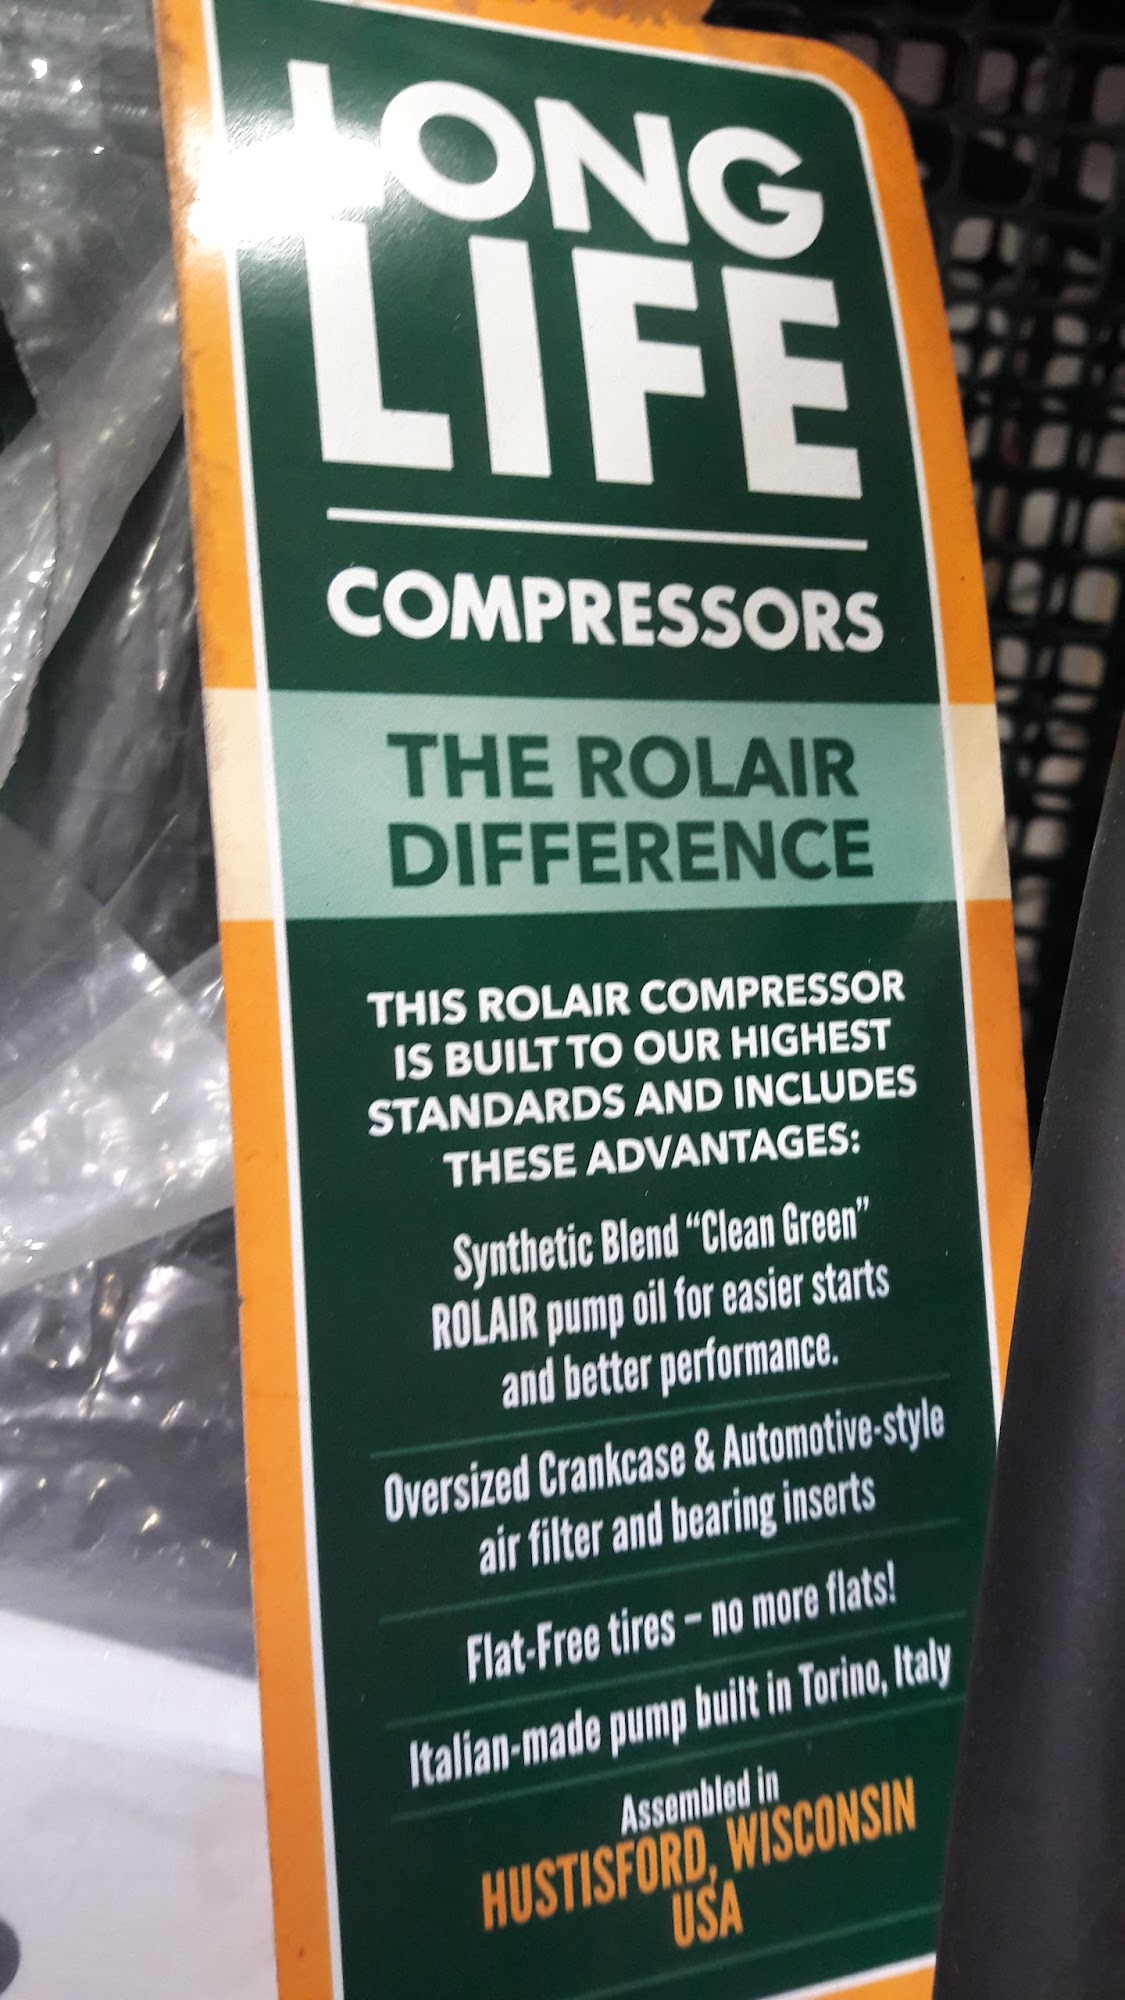 LONG
LIFE
COMPRESSORS
THE ROLAIR
DIFFERENCE
THIS ROLAIR COMPRESSOR
IS BUILT TO OUR HIGHEST
STANDARDS AND INCLUDES
THESE ADVANTAGES:
Synthetic Blend “Clean Green”
ROLAIR pump oil for easier starts
and better performance.
Oversized Crankcase & Automotive-style
air filter and bearing inserts
Flat-Free tires – no more flats!
Italian-made pump built in Torino, Italy
Assembled in
HUSTISFORD, WISCONSIN
USA